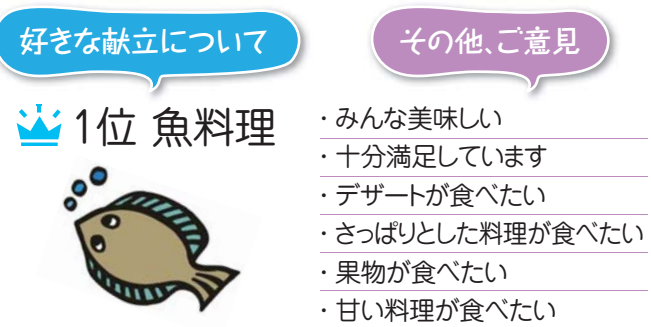 好きな献立について
1位 魚料理
その他、ご意見
・みんな美味しい
・十分満足しています
・デザートが食べたい
・さっぱりとした料理が食べたい
・果物が食べたい
・甘い料理が食べたい